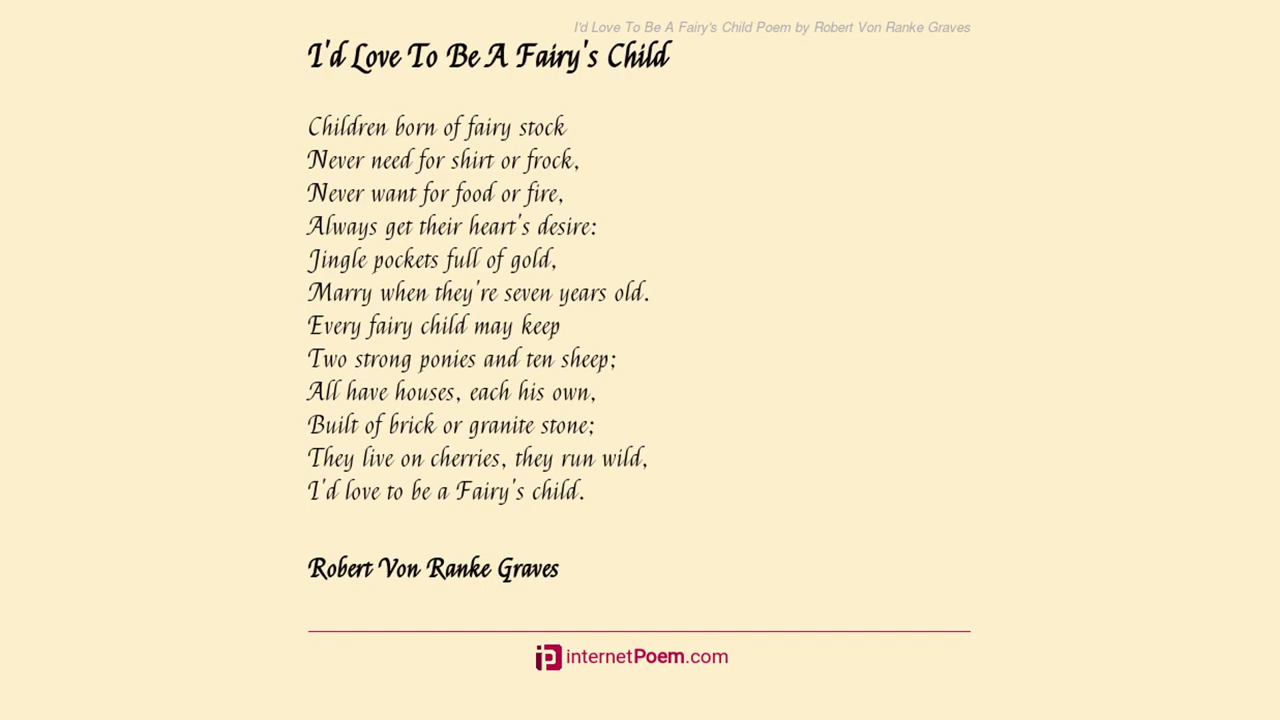 I'd Love To Be A Fairy's Child Poem by Robert Von Ranke Graves
I'd Love To Be A Fairy's Child
Children born of fairy stock
Never need for shirt or frock,
Never want for food or fire,
Always get their heart's desire:
Jingle pockets full of gold,
Marry when they're seven years old.
Every fairy child may keep
Two strong ponies and ten sheep;
All have houses, each his own,
Built of brick or granite stone;
They live on cherries, they run wild,
I'd love to be a Fairy's child.
Robert Von Ranke Graves
iP internetPoem.com